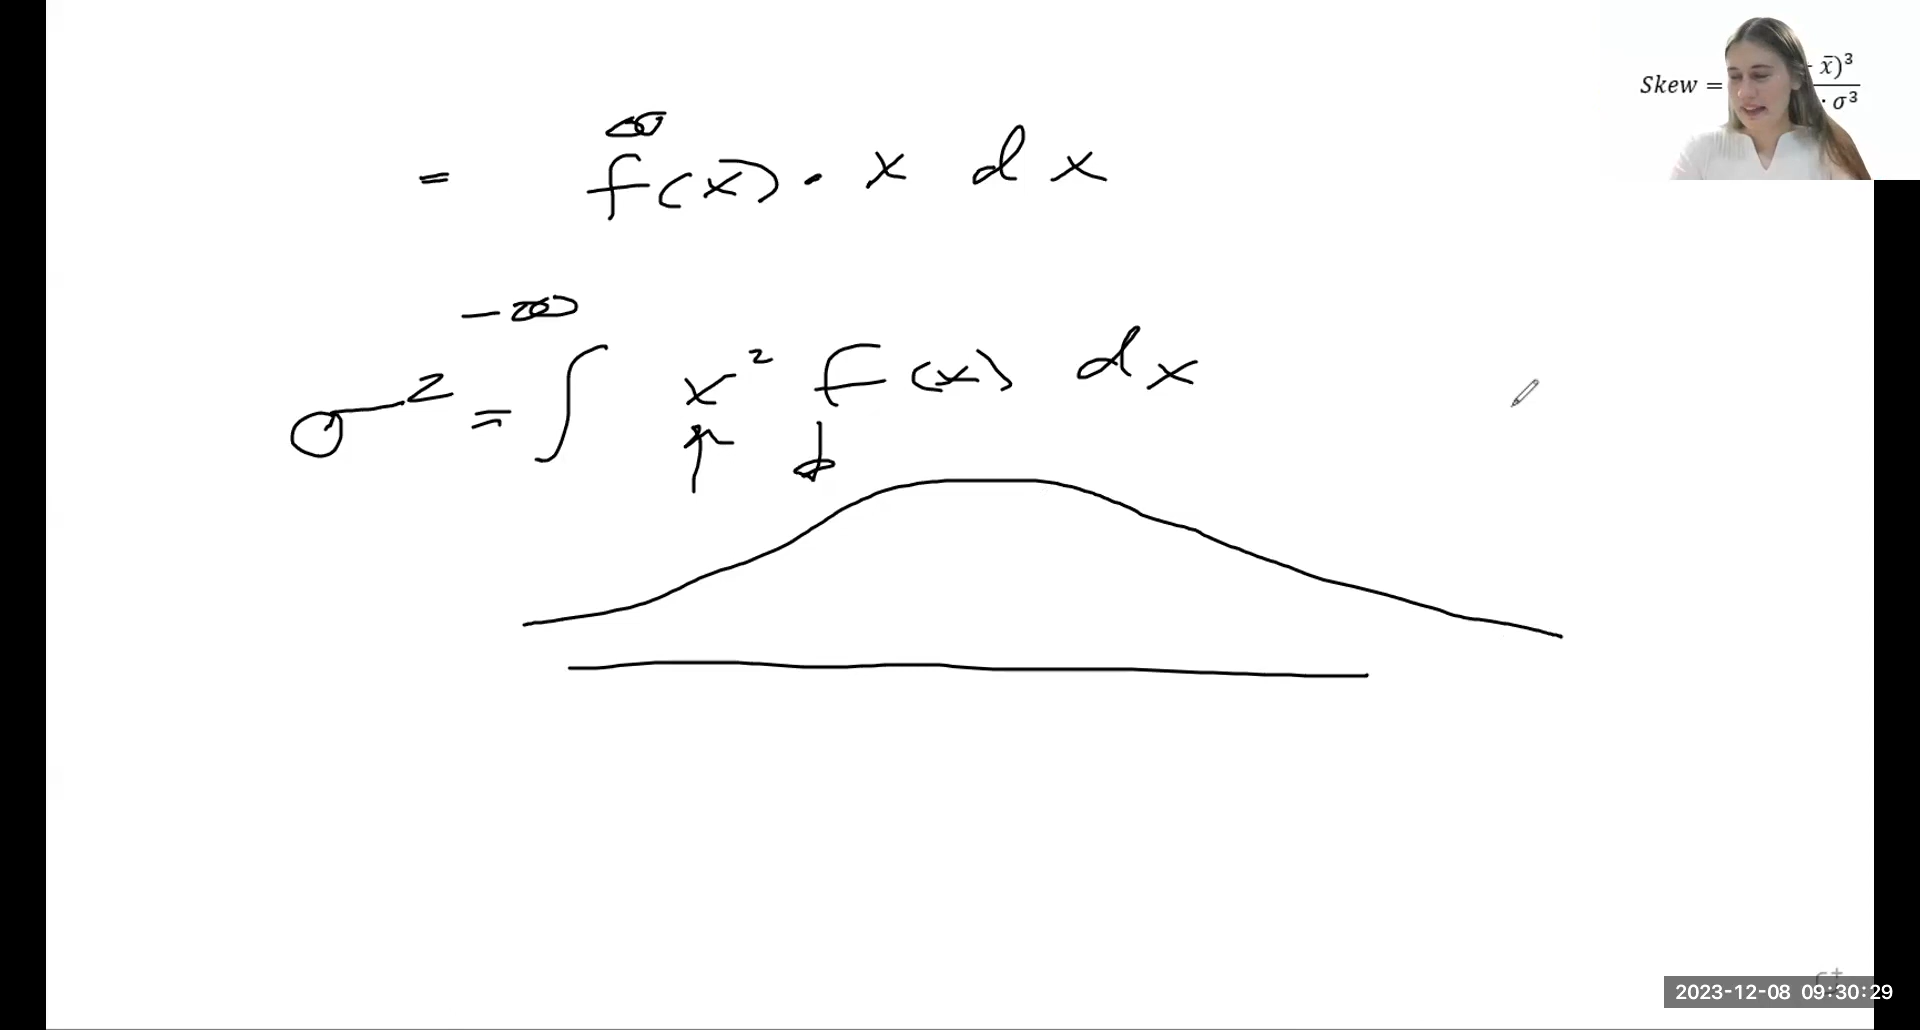 Skew = x̄)³
· σ³
∞
= f(x) · x dx
-∞
σ² = ∫ x² f(x) dx
2023-12-08 09:30:29